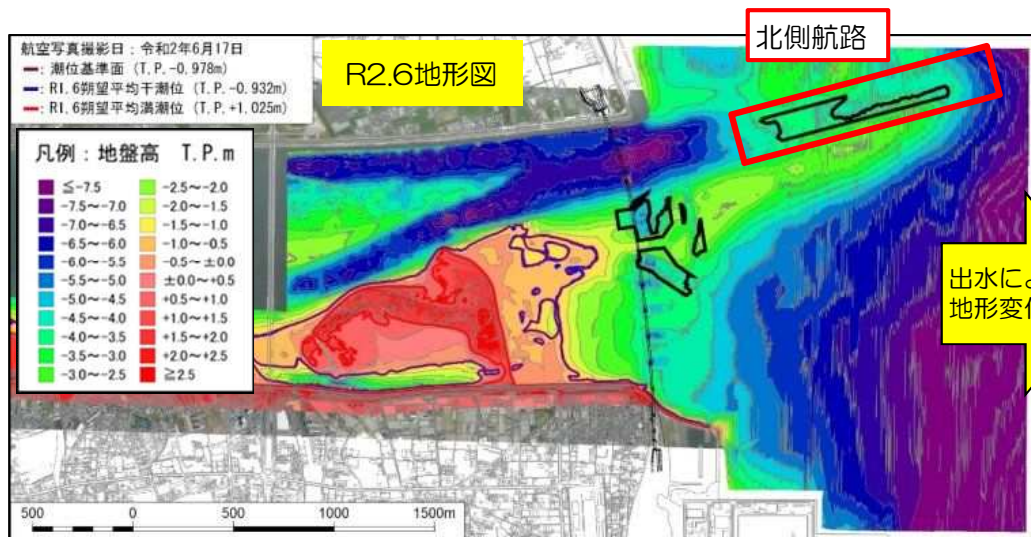 航空写真撮影日：令和2年6月17日
━：潮位基準面（T.P.-0.978m）
━：R1.6朔望平均干潮位（T.P.-0.932m）
━：R1.6朔望平均満潮位（T.P.+1.025m）
R2.6地形図
北側航路
凡例：地盤高　T.P.m
≦-7.5
-7.5～-7.0
-7.0～-6.5
-6.5～-6.0
-6.0～-5.5
-5.5～-5.0
-5.0～-4.5
-4.5～-4.0
-4.0～-3.5
-3.5～-3.0
-3.0～-2.5
-2.5～-2.0
-2.0～-1.5
-1.5～-1.0
-1.0～-0.5
-0.5～±0.0
±0.0～+0.5
+0.5～+1.0
+1.0～+1.5
+1.5～+2.0
+2.0～+2.5
≧2.5
出水によ
地形変
500 0 500 1000 1500m